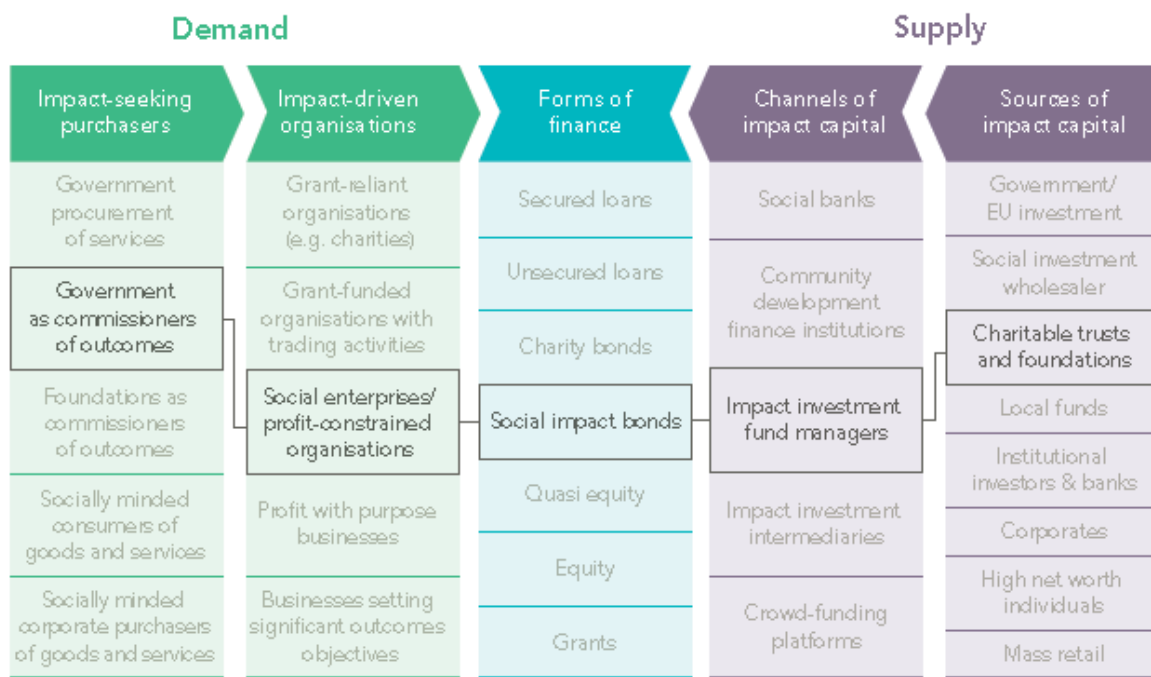 Demand
Supply
Impact-seeking
purchasers
Impact-driven
organisations
Forms of
finance
Channels of
impact capital
Sources of
impact capital
Government
procurement
of services
Government
as commissioners
of outcomes
Foundations as
commissioners
of outcomes
Socially minded
consumers of
goods and services
Socially minded
corporate purchasers
of goods and services
Grant-reliant
organisations
(e.g. charities)
Grant-funded
organisations with
trading activities
Social enterprises/
profit-constrained
organisations
Profit with purpose
businesses
Businesses setting
significant outcomes
objectives
Secured loans
Unsecured loans
Charity bonds
Social impact bonds
Quasi equity
Equity
Grants
Social banks
Community
development
finance institutions
Impact investment
fund managers
Impact investment
intermediaries
Crowd-funding
platforms
Government/
EU investment
Social investment
wholesaler
Charitable trusts
and foundations
Local funds
Institutional
investors & banks
Corporates
High net worth
individuals
Mass retail